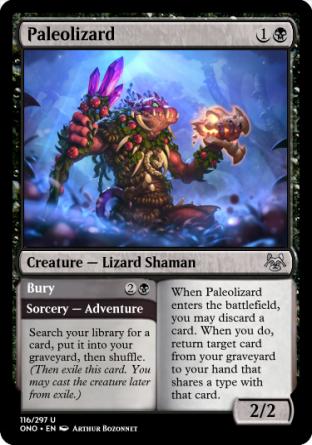 Paleolizard 1
Creature — Lizard Shaman
Bury 2
Sorcery — Adventure
Search your library for a
card, put it into your
graveyard, then shuffle.
(Then exile this card. You
may cast the creature later
from exile.)
When Paleolizard
enters the battlefield,
you may discard a
card. When you do,
return target card
from your graveyard
to your hand that
shares a type with
that card.
2/2
116/297 U
ONO • EN Arthur Bozonnet